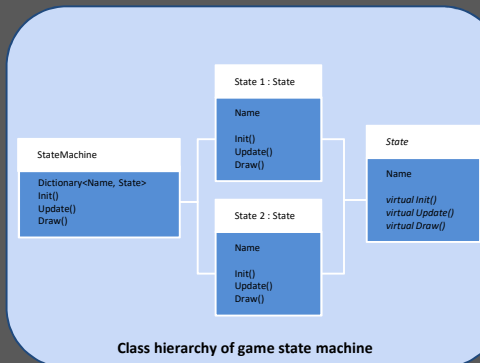 StateMachine
Dictionary<Name, State>
Init()
Update()
Draw()
State 1 : State
Name
Init()
Update()
Draw()
State 2 : State
Name
Init()
Update()
Draw()
State
Name
virtual Init()
virtual Update()
virtual Draw()
Class hierarchy of game state machine